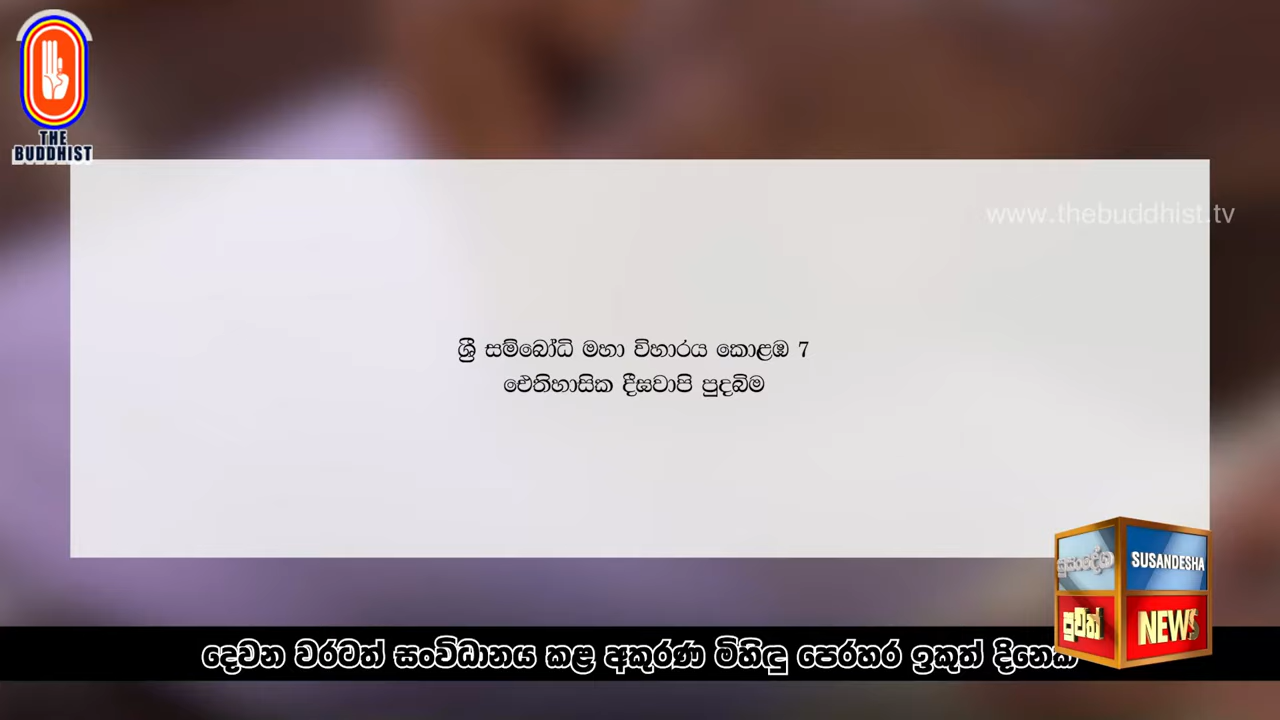 THE
BUDDHIST
www.thebuddhist.tv
ශ්‍රී සම්බෝධි මහා විහාරය කොළඹ 7
ඓතිහාසික දීඝවාපි පුදබිම
සුසංදේශ
SUSANDESHA
පුවත්
NEWS
දෙවන වරටත් සංවිධානය කළ අකුරණ මිහිඳු පෙරහර ඉකුත් දිනෙක